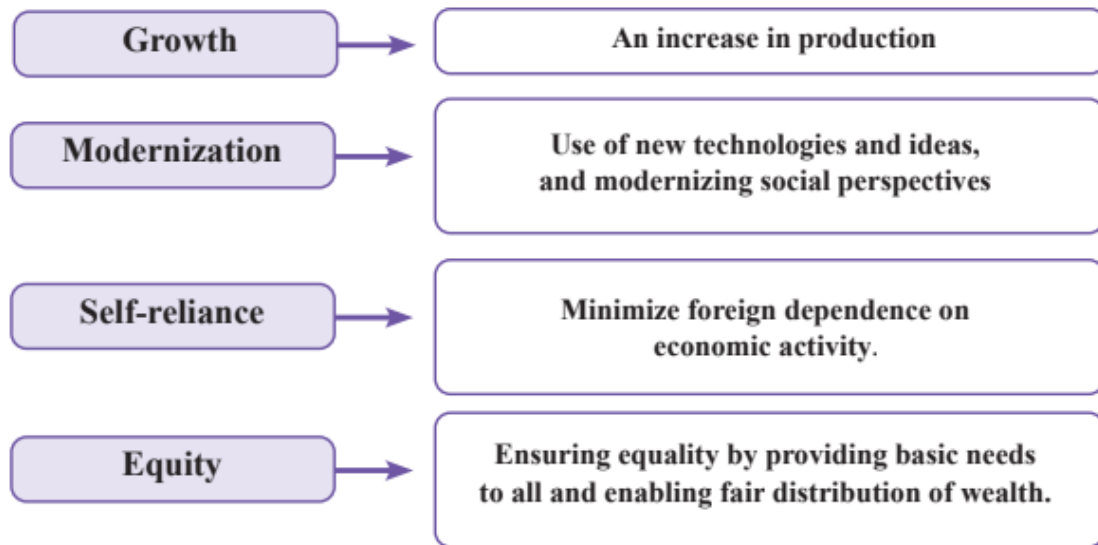 Growth
An increase in production
Modernization
Use of new technologies and ideas,
and modernizing social perspectives
Self-reliance
Minimize foreign dependence on
economic activity.
Equity
Ensuring equality by providing basic needs
to all and enabling fair distribution of wealth.